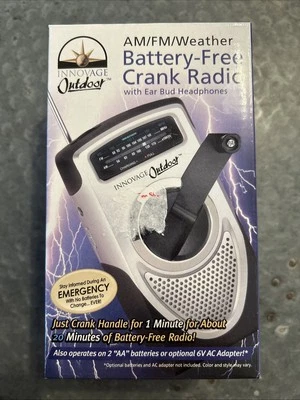 AM/FM/Weather
Battery-Free
Crank Radio
with Ear Bud Headphones
INNOVAGE
Outdoor™
INNOVAGE
Outdoor™
Stay Informed During An
EMERGENCY
With No Batteries To
Change... EVER!
Just Crank Handle for 1 Minute for About
20 Minutes of Battery-Free Radio!
Also operates on 2 "AA" batteries or optional 6V AC Adapter!*
*Optional batteries and AC adapter not included. Color and style may vary.